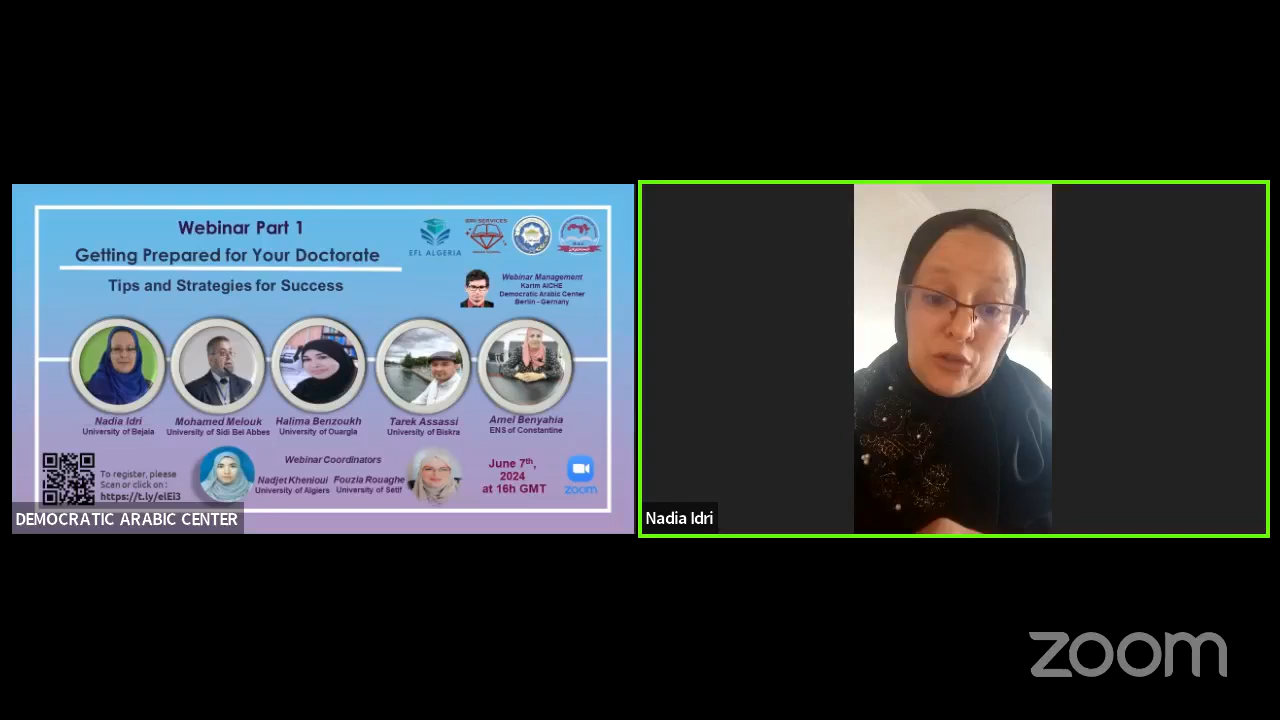 Webinar Part 1
Getting Prepared for Your Doctorate
Tips and Strategies for Success
EFL ALGERIA
Webinar Management
Karim AICHE
Democratic Arabic Center
Berlin - Gernany
Nadia Idri
University of Bejaia
Mohamed Melouk
University of Sidi Bel Abbes
Halima Benzoukh
University of Ouargla
Tarek Assassi
University of Biskra
Amel Benyahia
ENS of Constantine
To register, please
Scan or click on :
https://t.ly/elEi3
Webinar Coordinators
Nadjet Khenioui
University of Algiers
Fouzia Rouaghe
University of Setif
June 7th,
2024
at 16h GMT
zoom
DEMOCRATIC ARABIC CENTER
Nadia Idri
zoom